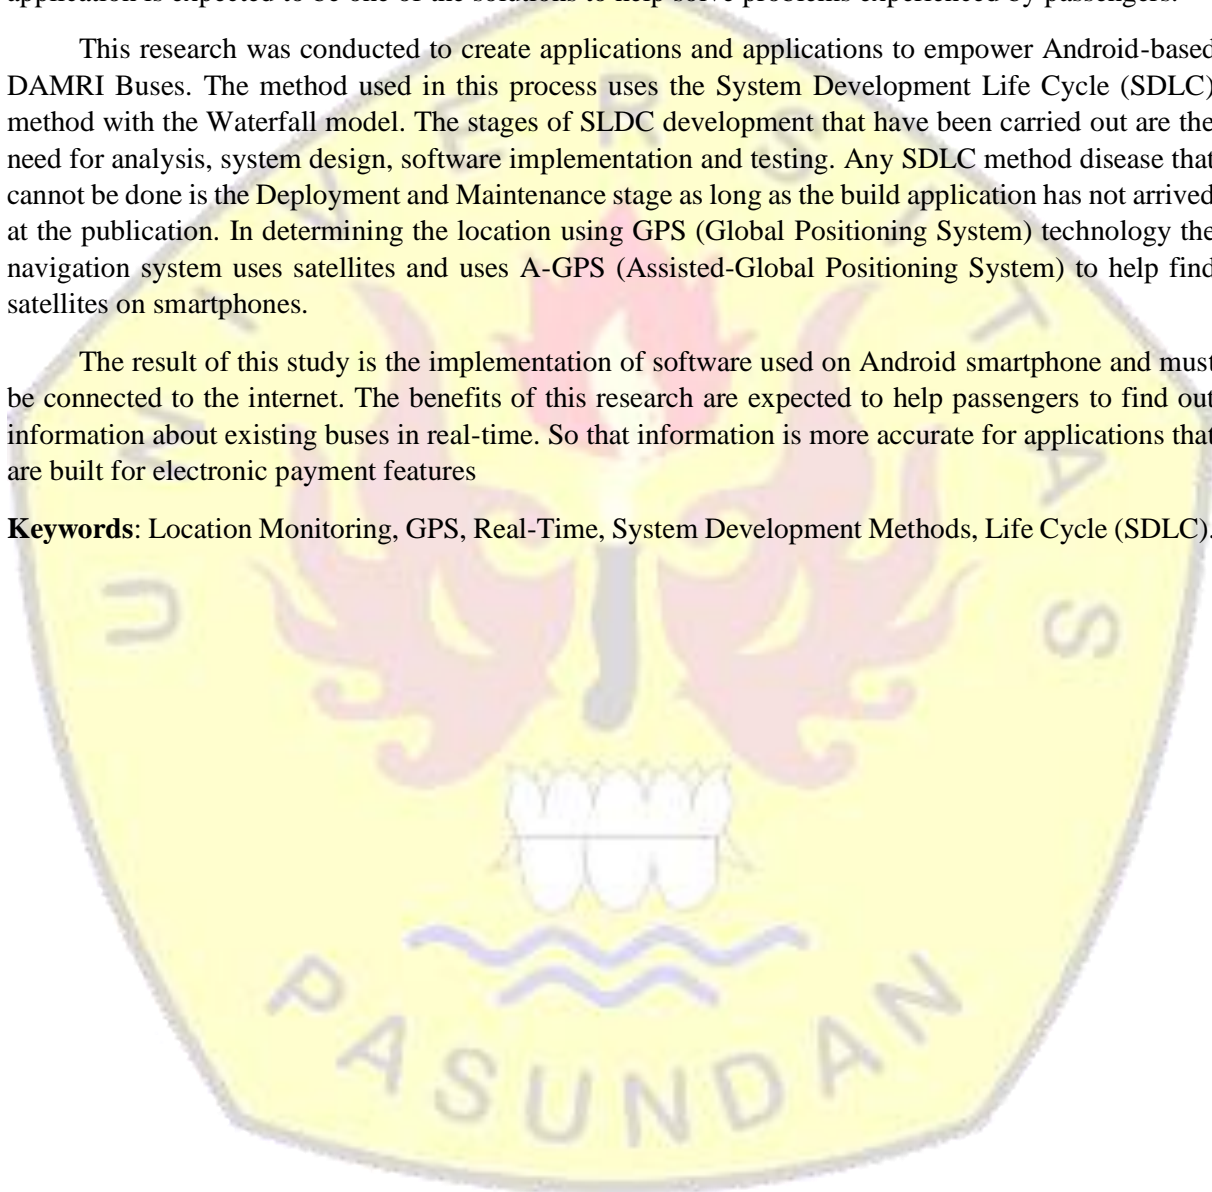 application is expected to be one of the solutions to help solve problems experienced by passengers.
This research was conducted to create applications and applications to empower Android-based
DAMRI Buses. The method used in this process uses the System Development Life Cycle (SDLC)
method with the Waterfall model. The stages of SLDC development that have been carried out are the
need for analysis, system design, software implementation and testing. Any SDLC method disease that
cannot be done is the Deployment and Maintenance stage as long as the build application has not arrived
at the publication. In determining the location using GPS (Global Positioning System) technology the
navigation system uses satellites and uses A-GPS (Assisted-Global Positioning System) to help find
satellites on smartphones.
The result of this study is the implementation of software used on Android smartphone and must
be connected to the internet. The benefits of this research are expected to help passengers to find out
information about existing buses in real-time. So that information is more accurate for applications that
are built for electronic payment features
Keywords: Location Monitoring, GPS, Real-Time, System Development Methods, Life Cycle (SDLC).
UNIVERSITAS
PASUNDAN